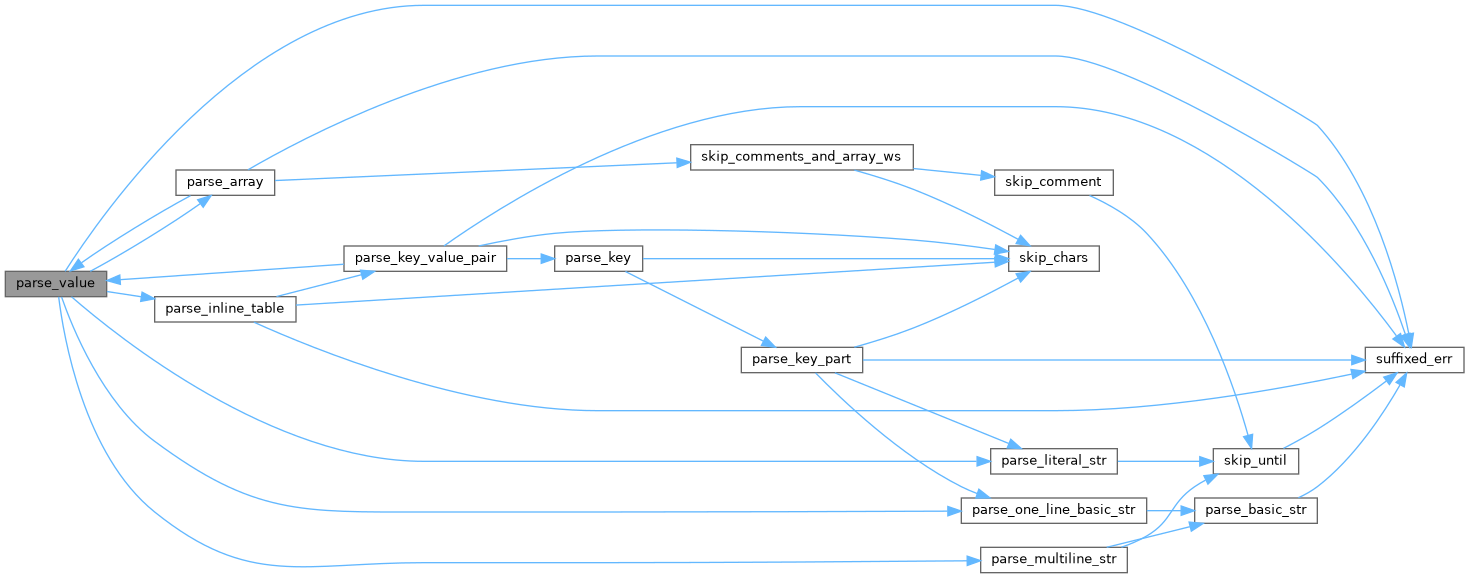 skip_comments_and_array_ws
parse_array
skip_comment
parse_key_value_pair
parse_key
skip_chars
parse_value
parse_inline_table
parse_key_part
suffixed_err
parse_literal_str
skip_until
parse_one_line_basic_str
parse_basic_str
parse_multiline_str